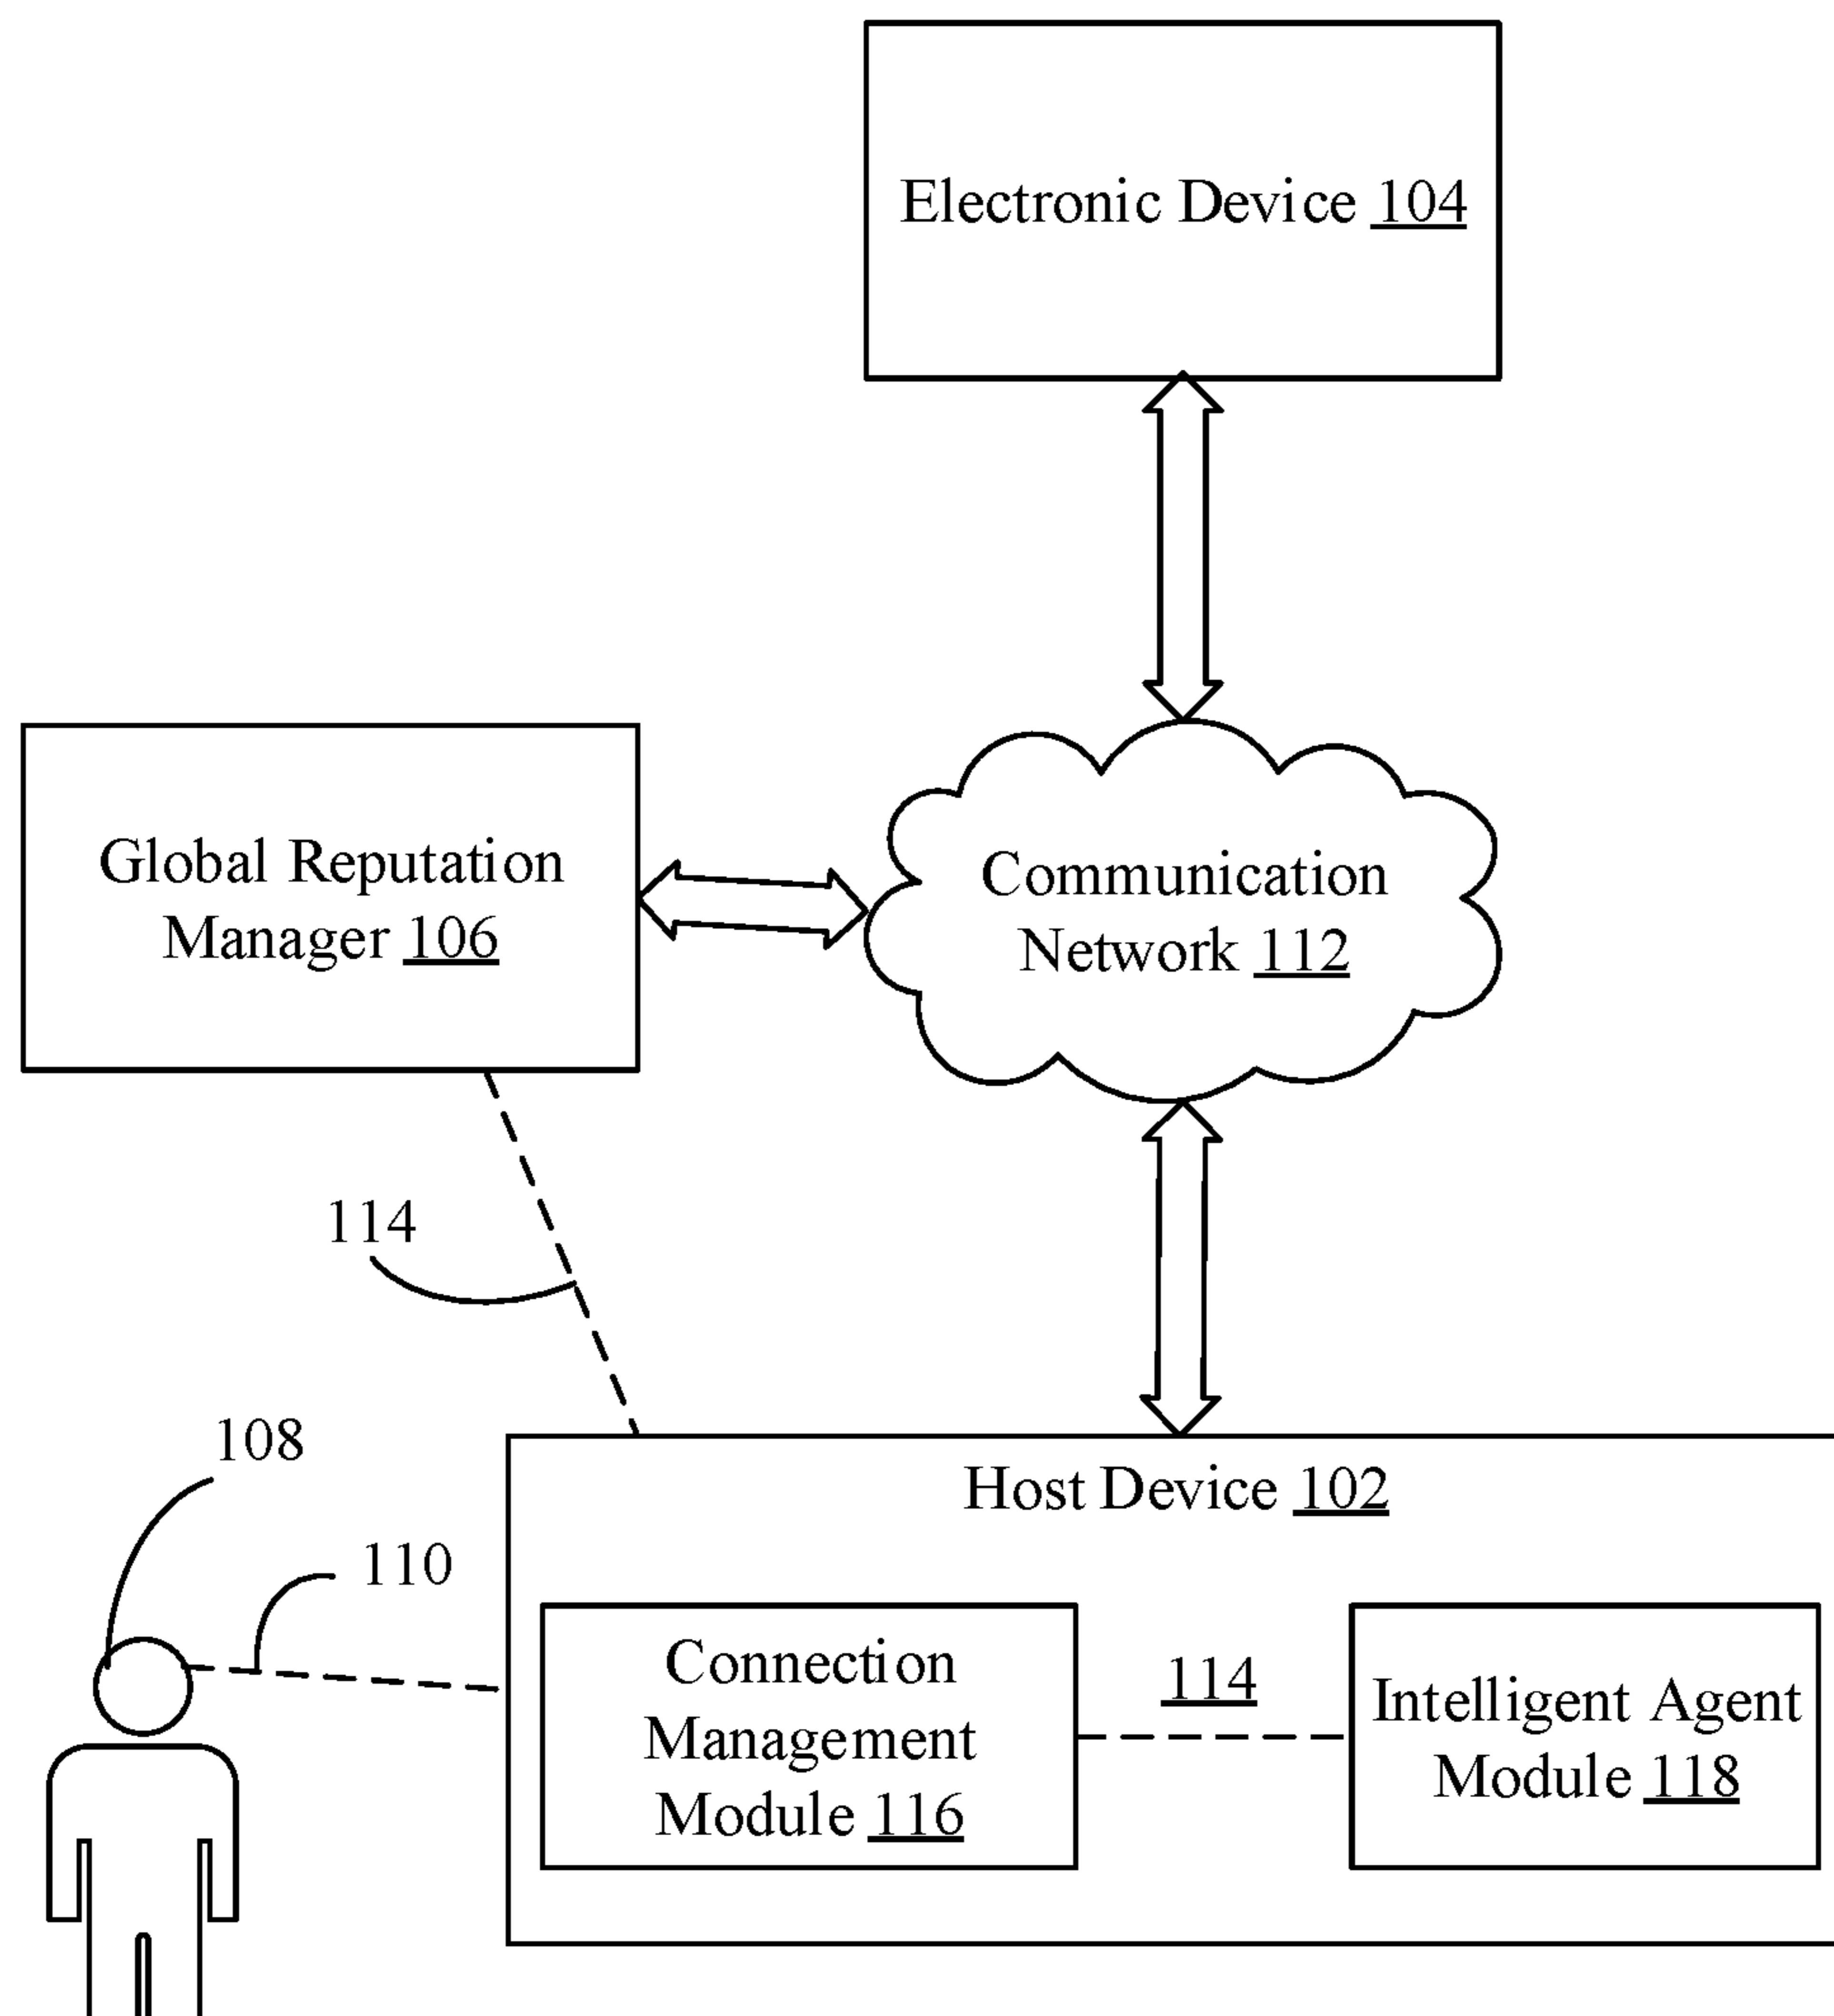 Electronic Device 104
Global Reputation
Manager 106
Communication
Network 112
114
108
110
Host Device 102
Connection
Management
Module 116
114
Intelligent Agent
Module 118